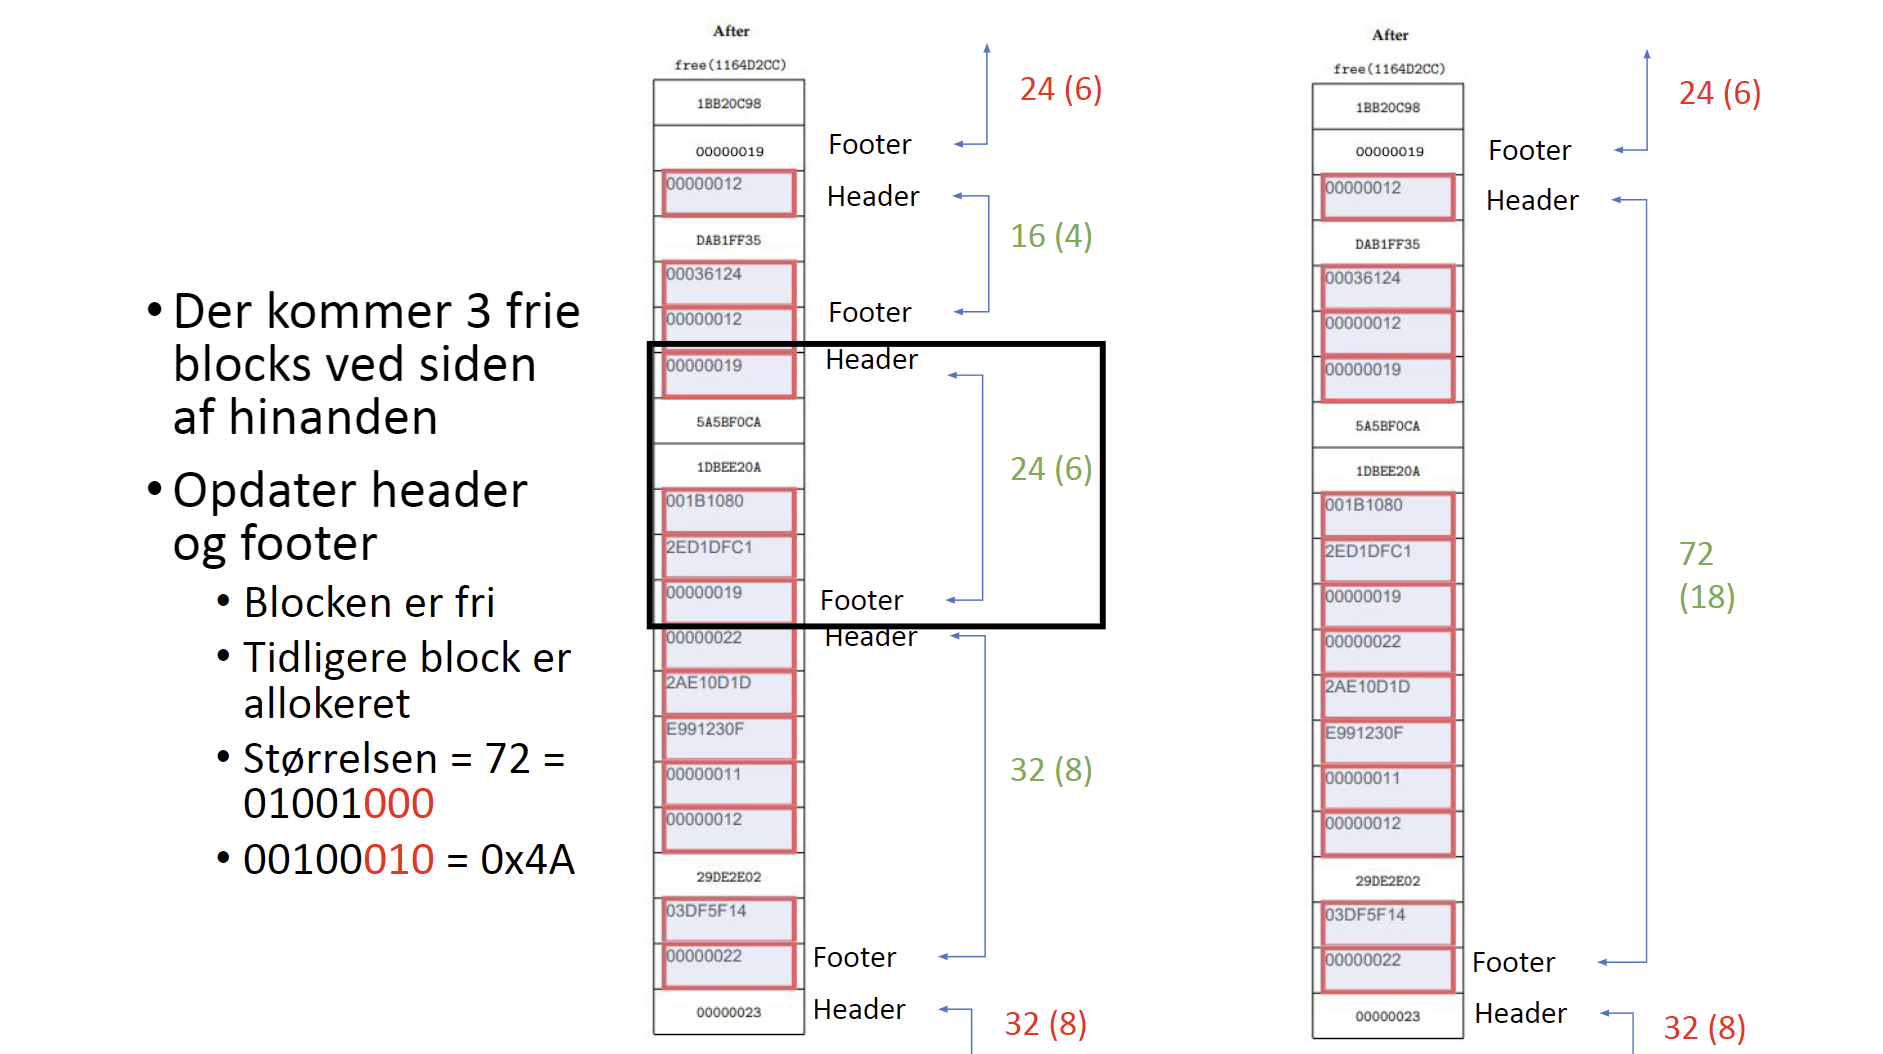 • Der kommer 3 frie
blocks ved siden
af hinanden
• Opdater header
og footer
• Blocken er fri
• Tidligere block er
allokeret
• Størrelsen = 72 =
01001000
• 00100010 = 0x4A
After
free(1164D2CC)
1BB20C98
00000019
00000012
DAB1FF35
00036124
00000012
00000019
5A5BF0CA
1DBEE20A
001B1080
2ED1DFC1
00000019
00000022
2AE10D1D
E991230F
00000011
00000012
29DE2E02
03DF5F14
00000022
00000023
Footer
Header
Footer
Header
Footer
Header
Footer
Header
24 (6)
16 (4)
24 (6)
32 (8)
32 (8)
After
free(1164D2CC)
1BB20C98
00000019
00000012
DAB1FF35
00036124
00000012
00000019
5A5BF0CA
1DBEE20A
001B1080
2ED1DFC1
00000019
00000022
2AE10D1D
E991230F
00000011
00000012
29DE2E02
03DF5F14
00000022
00000023
Footer
Header
Footer
Header
24 (6)
72
(18)
32 (8)